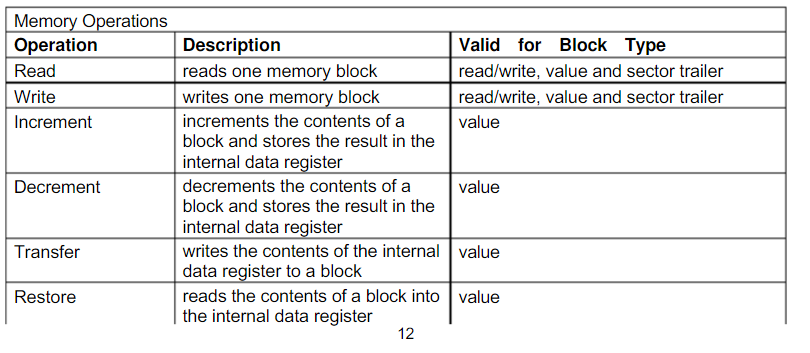 Memory Operations
Operation Description Valid for Block Type
Read reads one memory block read/write, value and sector trailer
Write writes one memory block read/write, value and sector trailer
Increment increments the contents of a value
block and stores the result in the
internal data register
Decrement decrements the contents of a value
block and stores the result in the
internal data register
Transfer writes the contents of the internal value
data register to a block
Restore reads the contents of a block into value
the internal data register
12